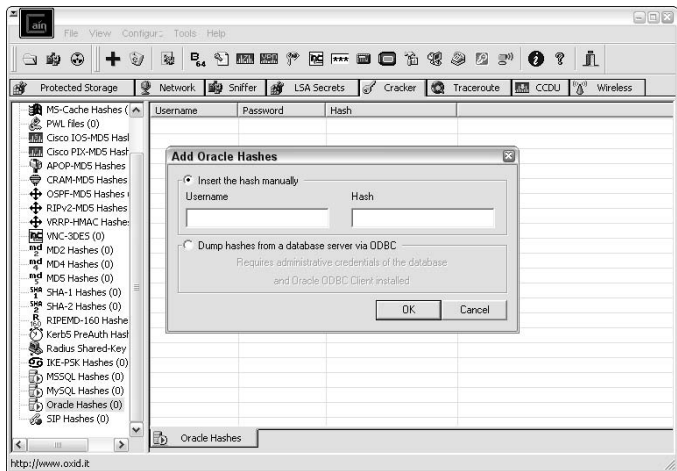 ain
File View Configure Tools Help
B 64
Protected Storage Network Sniffer LSA Secrets Cracker Traceroute CCDU Wireless
MS-Cache Hashes (
PWL files (0)
Cisco IOS-MD5 Hasl
Cisco PIX-MD5 Hash
APOP-MD5 Hashes
CRAM-MD5 Hashes
OSPF-MD5 Hashes (
RIPv2-MD5 Hashes
VRRP-HMAC Hashe:
VNC-3DES (0)
MD2 Hashes (0)
MD4 Hashes (0)
MD5 Hashes (0)
SHA-1 Hashes (0)
SHA-2 Hashes (0)
RIPEMD-160 Hashe
Kerb5 PreAuth Hasl
Radius Shared-Key
IKE-PSK Hashes (0)
MSSQL Hashes (0)
MySQL Hashes (0)
Oracle Hashes (0)
SIP Hashes (0)
Username Password Hash
Add Oracle Hashes
Insert the hash manually
Username Hash
Dump hashes from a database server via ODBC
Requires administrative credentials of the database
and Oracle ODBC Client installed
OK Cancel
Oracle Hashes
http://www.oxid.it